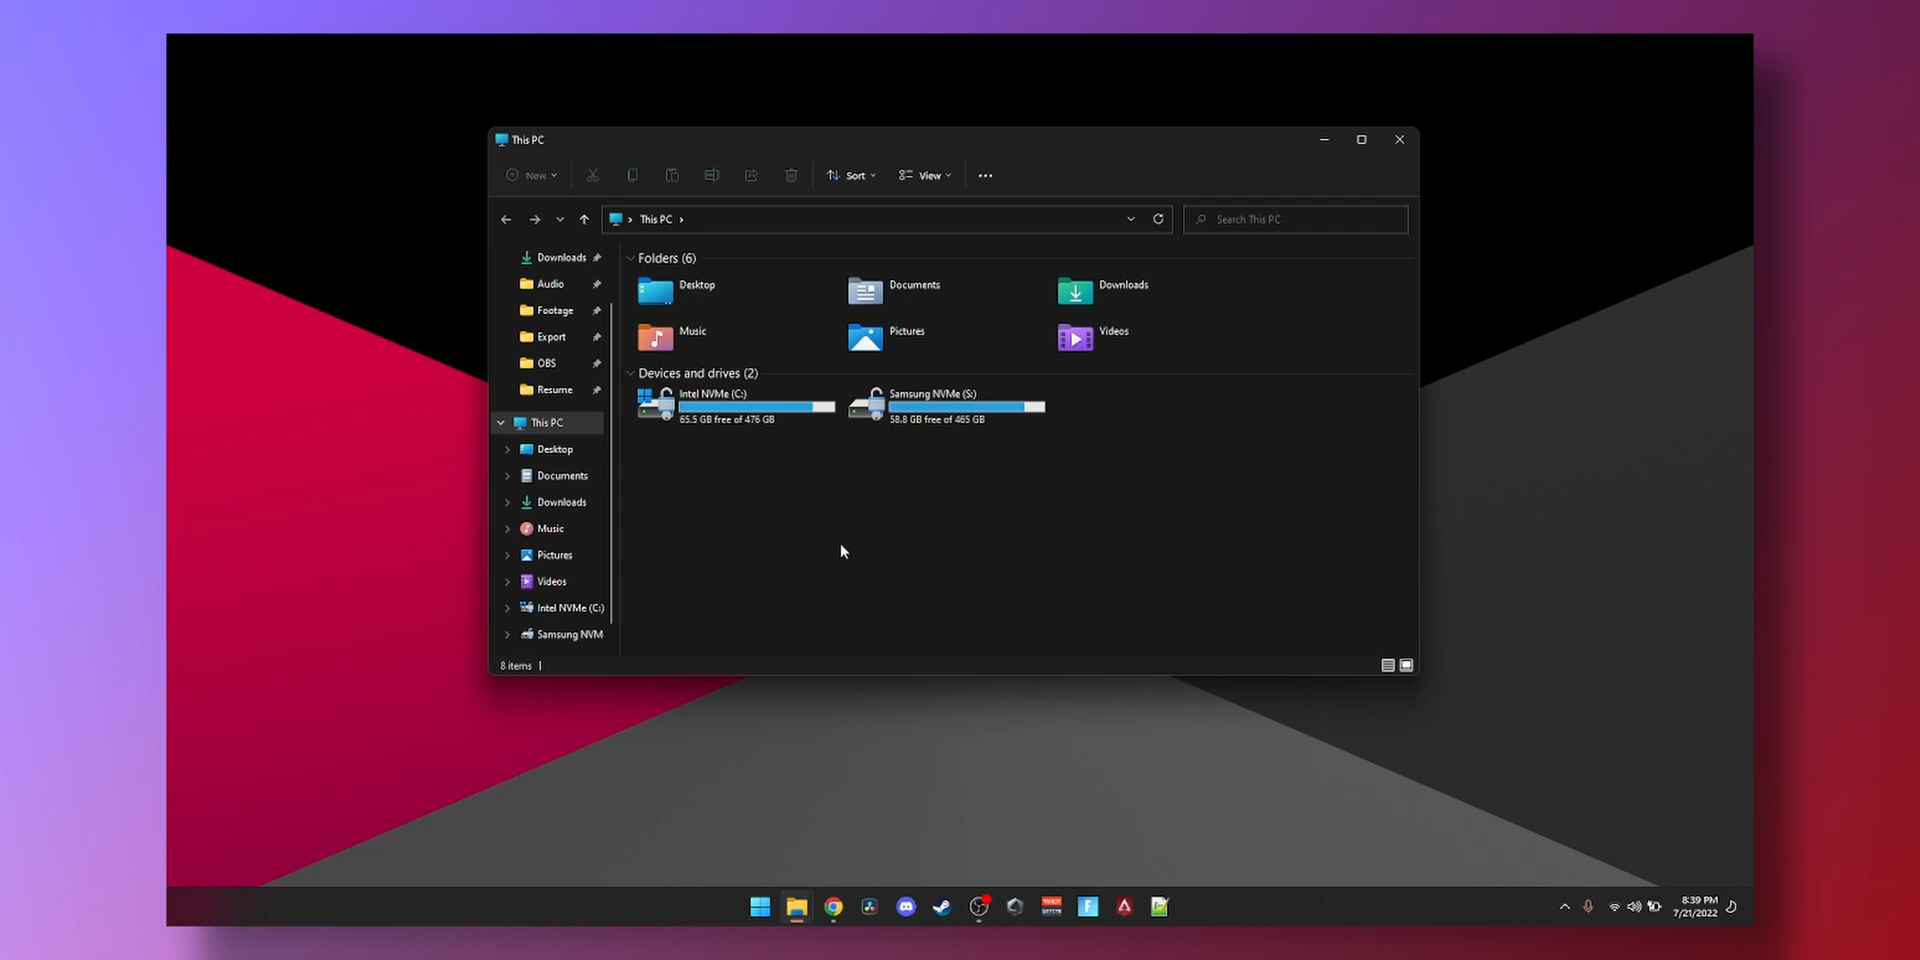 This PC
New
Sort
View
This PC
Search This PC
Downloads
Audio
Footage
Export
OBS
Resume
This PC
Desktop
Documents
Downloads
Music
Pictures
Videos
Intel NVMe (C:)
Samsung NVM
Folders (6)
Desktop
Documents
Downloads
Music
Pictures
Videos
Devices and drives (2)
Intel NVMe (C:)
65.5 GB free of 476 GB
Samsung NVMe (S:)
58.8 GB free of 465 GB
8 items
8:39 PM
7/21/2022